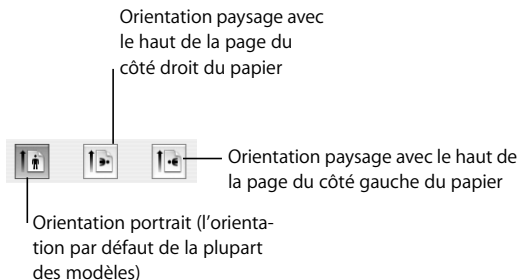 Orientation paysage avec
le haut de la page du
côté droit du papier
Orientation paysage avec le haut de
la page du côté gauche du papier
Orientation portrait (l’orienta-
tion par défaut de la plupart
des modèles)